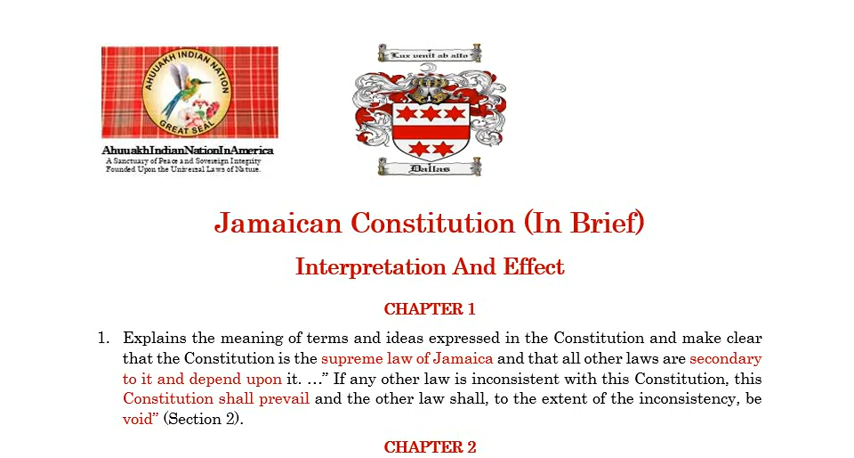 AHUUAKH INDIAN NATION
GREAT SEAL
AhuuakhIndianNationInAmerica
A Sanctuary of Peace and Sovereign Integrity
Founded Upon the Universal Laws of Nature.
Lux venit ab alto
Dallas
Jamaican Constitution (In Brief)
Interpretation And Effect
CHAPTER 1
1. Explains the meaning of terms and ideas expressed in the Constitution and make clear
that the Constitution is the supreme law of Jamaica and that all other laws are secondary
to it and depend upon it. …” If any other law is inconsistent with this Constitution, this
Constitution shall prevail and the other law shall, to the extent of the inconsistency, be
void” (Section 2).
CHAPTER 2